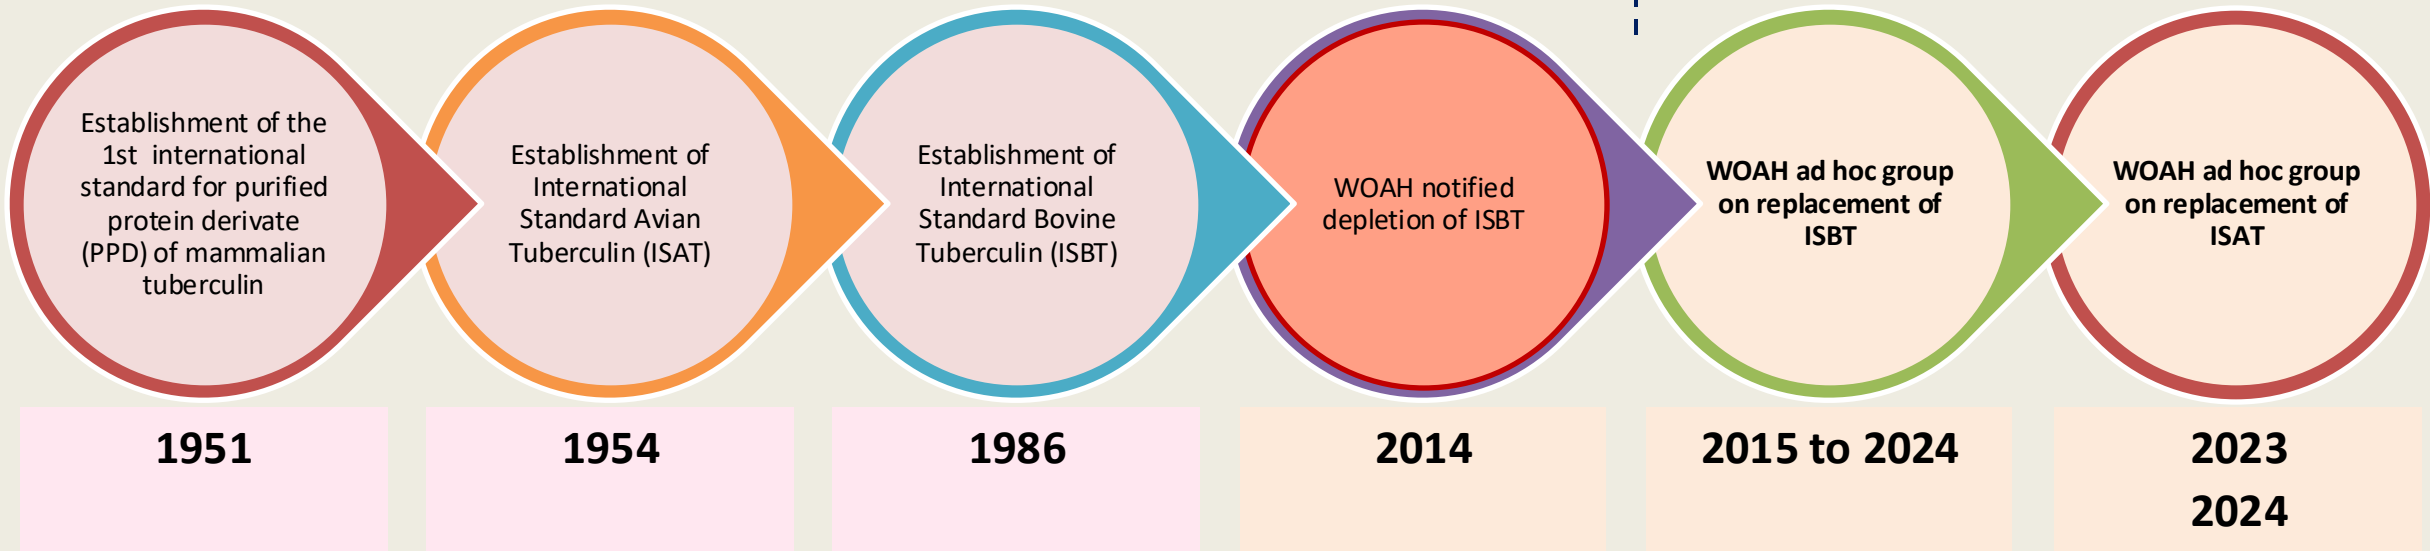 Establishment of the
1st international
standard for purified
protein derivate
(PPD) of mammalian
tuberculin
1951
Establishment of
International
Standard Avian
Tuberculin (ISAT)
1954
Establishment of
International
Standard Bovine
Tuberculin (ISBT)
1986
WOAH notified
depletion of ISBT
2014
WOAH ad hoc group
on replacement of
ISBT
2015 to 2024
WOAH ad hoc group
on replacement of
ISAT
2023
2024